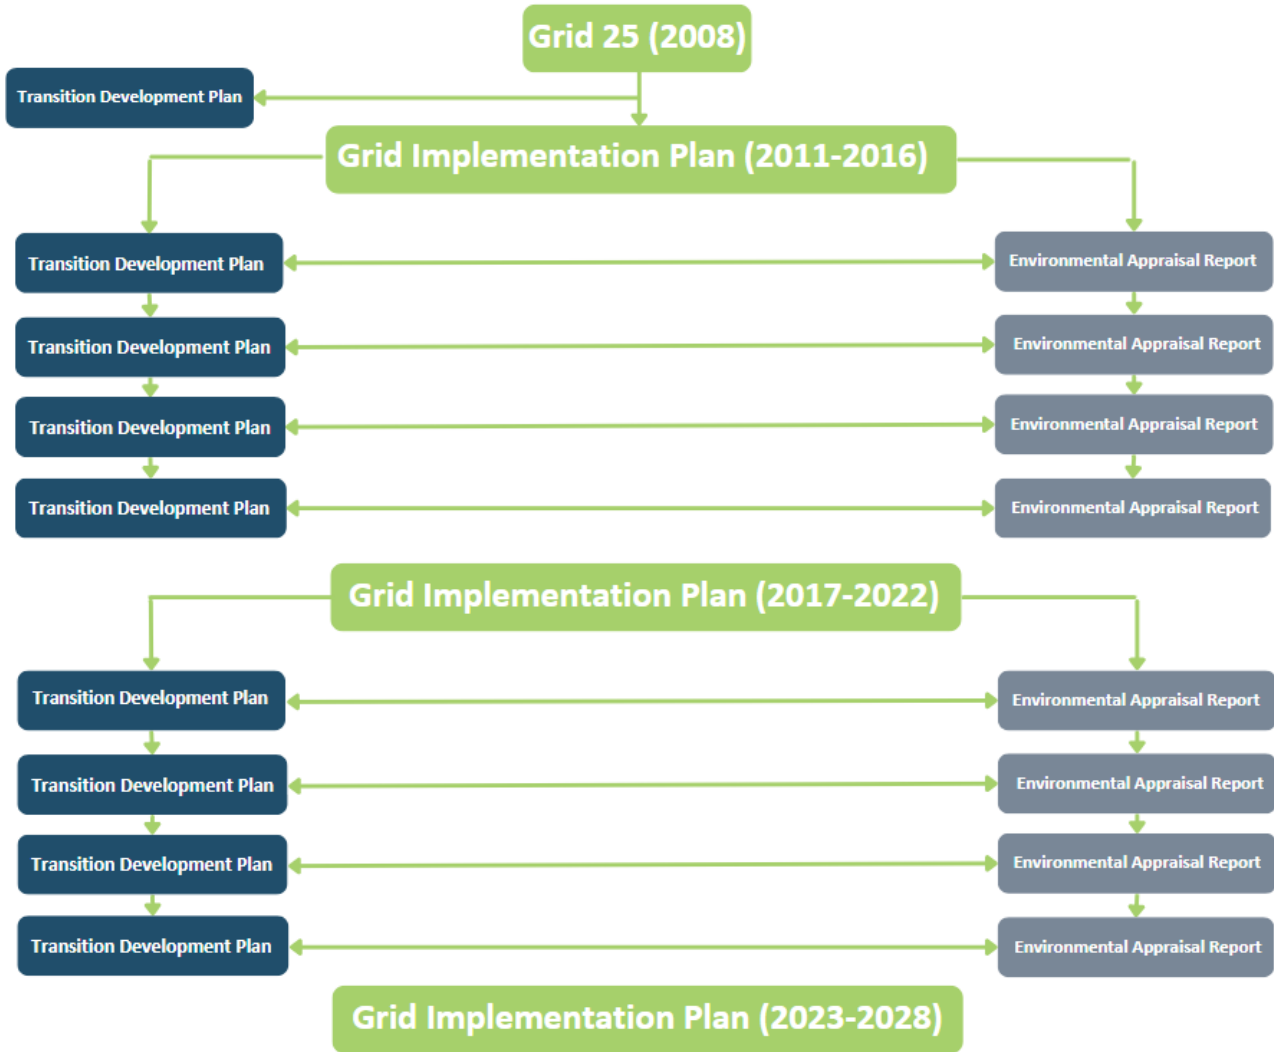 Grid 25 (2008)
Transition Development Plan
Grid Implementation Plan (2011-2016)
Transition Development Plan
Environmental Appraisal Report
Transition Development Plan
Environmental Appraisal Report
Transition Development Plan
Environmental Appraisal Report
Transition Development Plan
Environmental Appraisal Report
Grid Implementation Plan (2017-2022)
Transition Development Plan
Environmental Appraisal Report
Transition Development Plan
Environmental Appraisal Report
Transition Development Plan
Environmental Appraisal Report
Transition Development Plan
Environmental Appraisal Report
Grid Implementation Plan (2023-2028)